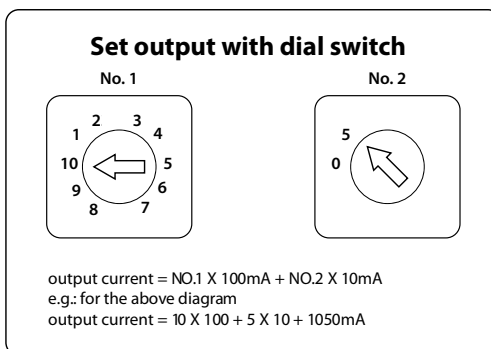 Set output with dial switch
No. 1
No. 2
2 3
1 4
10 5
9 6
8 7
5
0
output current = NO.1 X 100mA + NO.2 X 10mA
e.g.: for the above diagram
output current = 10 X 100 + 5 X 10 + 1050mA